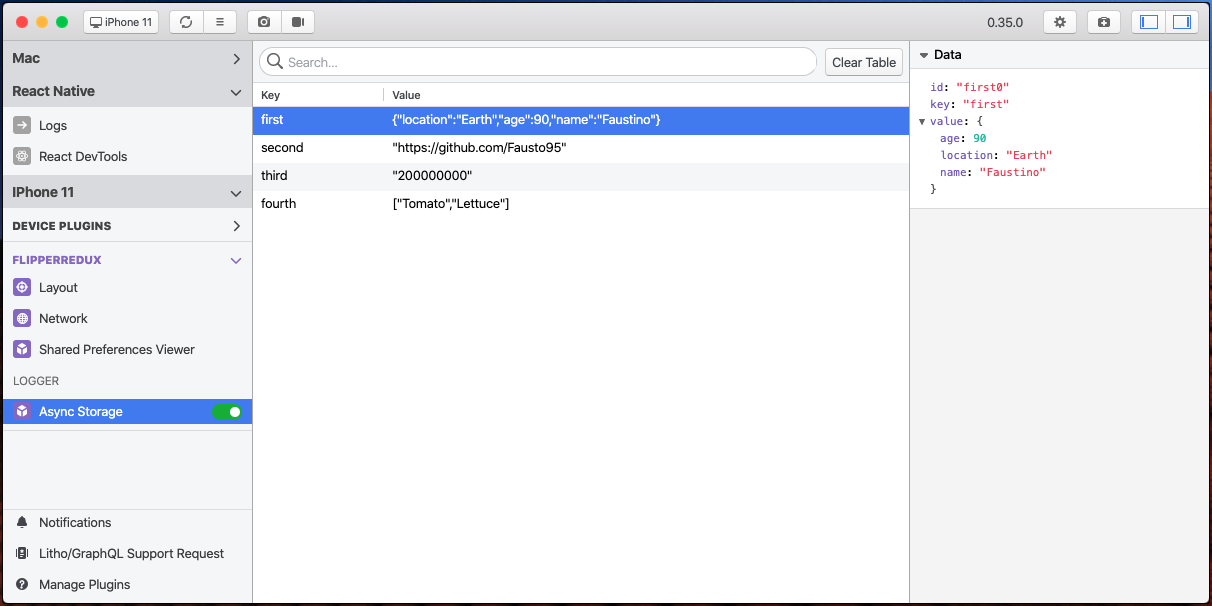 iPhone 11
0.35.0
Mac
React Native
Logs
React DevTools
IPhone 11
DEVICE PLUGINS
FLIPPERREDUX
Layout
Network
Shared Preferences Viewer
LOGGER
Async Storage
Notifications
Litho/GraphQL Support Request
Manage Plugins
Search...
Clear Table
Key Value
first {"location":"Earth","age":90,"name":"Faustino"}
second "https://github.com/Fausto95"
third "200000000"
fourth ["Tomato","Lettuce"]
Data
id: "first0"
key: "first"
value: {
age: 90
location: "Earth"
name: "Faustino"
}